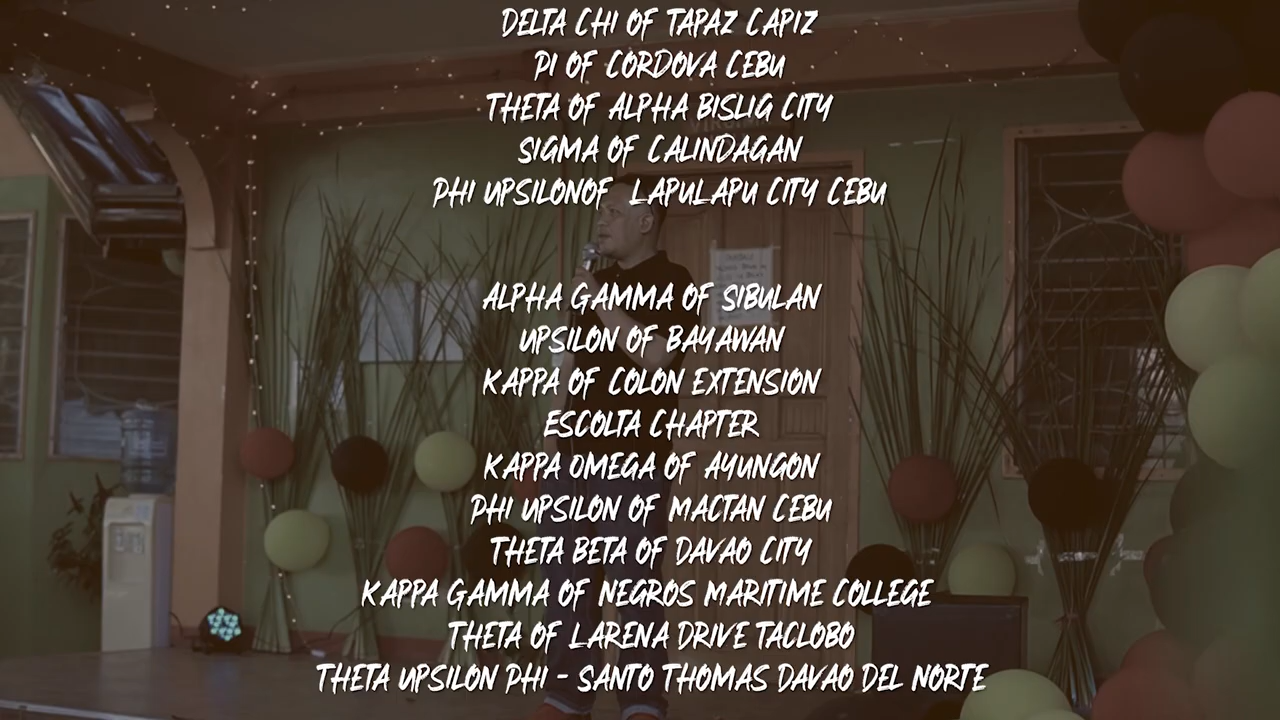 DELTA CHI OF TAPAZ CAPIZ
PI OF CORDOVA CEBU
THETA OF ALPHA BISLIG CITY
SIGMA OF CALINDAGAN
PHI UPSILONOF LAPULAPU CITY CEBU
ALPHA GAMMA OF SIBULAN
UPSILON OF BAYAWAN
KAPPA OF COLON EXTENSION
ESCOLTA CHAPTER
KAPPA OMEGA OF AYUNGON
PHI UPSILON OF MACTAN CEBU
THETA BETA OF DAVAO CITY
KAPPA GAMMA OF NEGROS MARITIME COLLEGE
THETA OF LARENA DRIVE TACLOBO
THETA UPSILON PHI - SANTO THOMAS DAVAO DEL NORTE